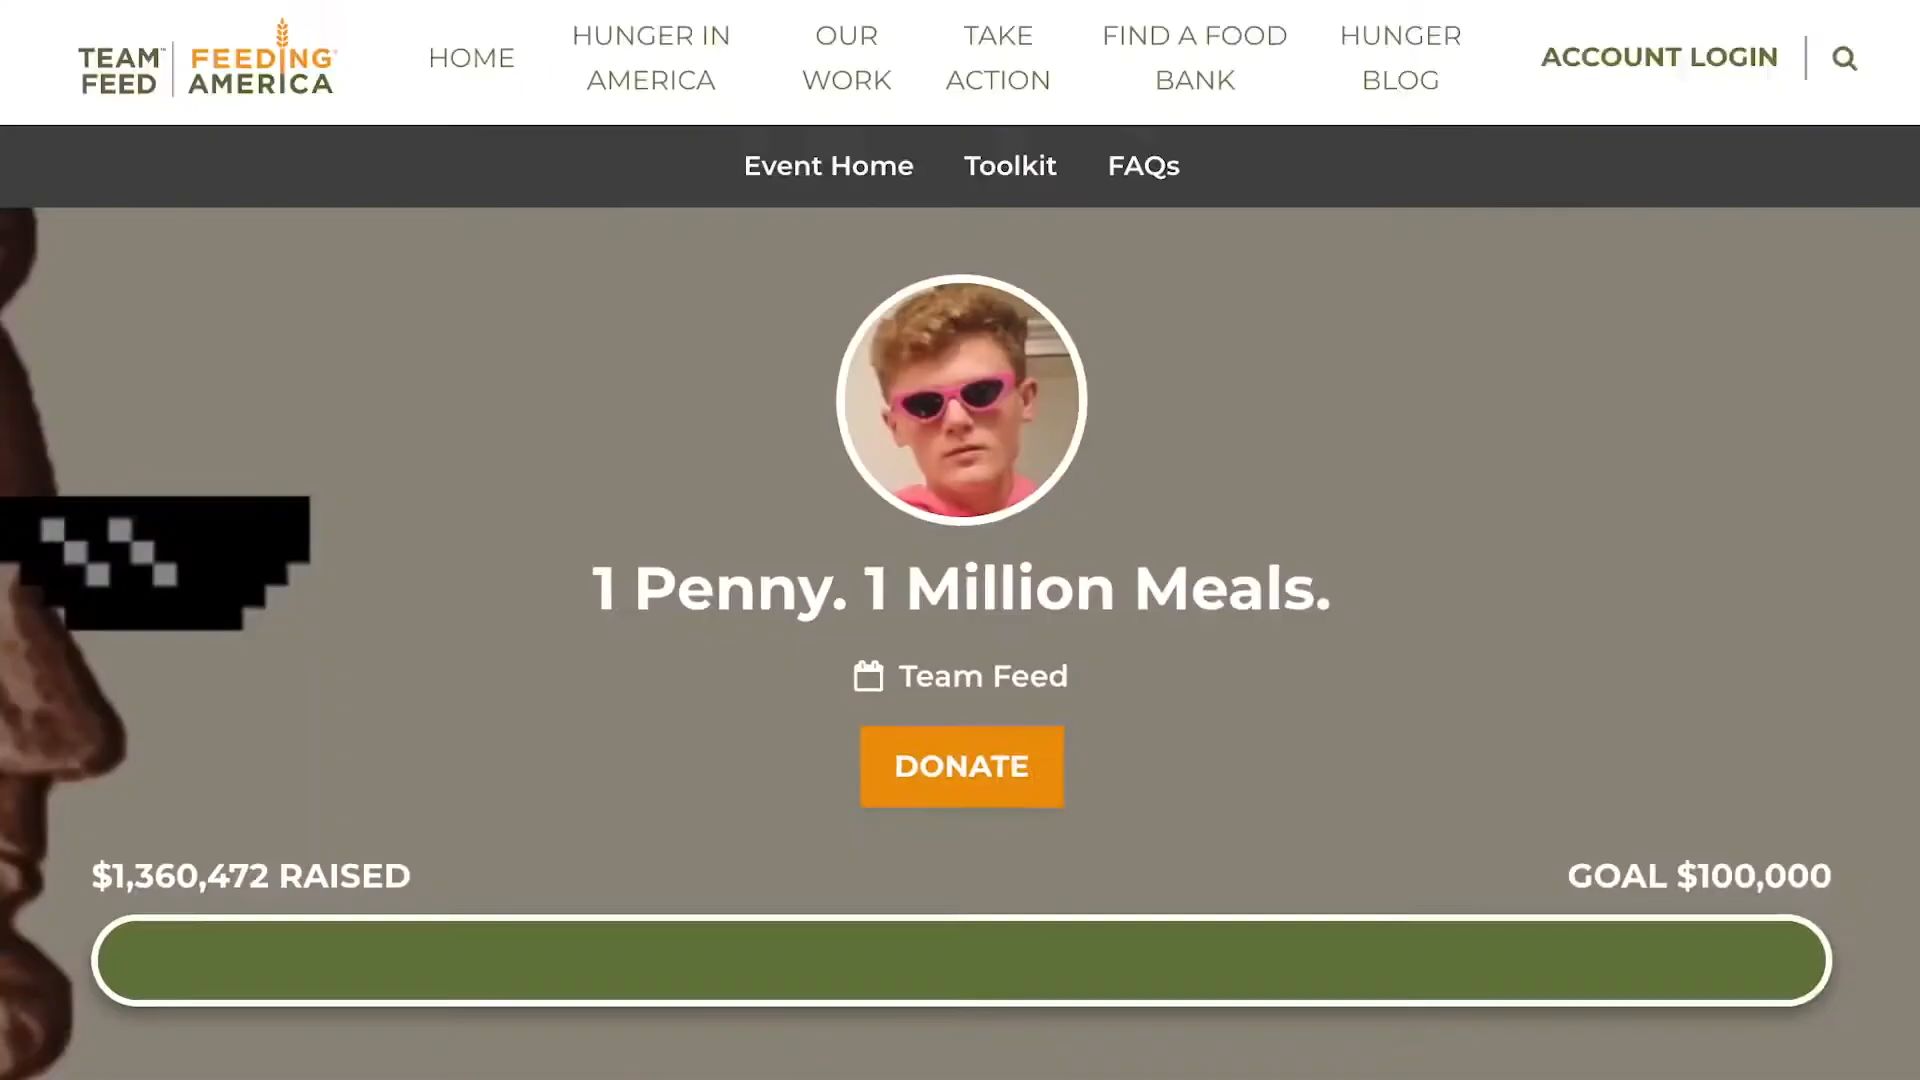 TEAM™
FEED
FEEDING
AMERICA
HOME
HUNGER IN
AMERICA
OUR
WORK
TAKE
ACTION
FIND A FOOD
BANK
HUNGER
BLOG
ACCOUNT LOGIN
Event Home
Toolkit
FAQs
1 Penny. 1 Million Meals.
Team Feed
DONATE
$1,360,472 RAISED
GOAL $100,000